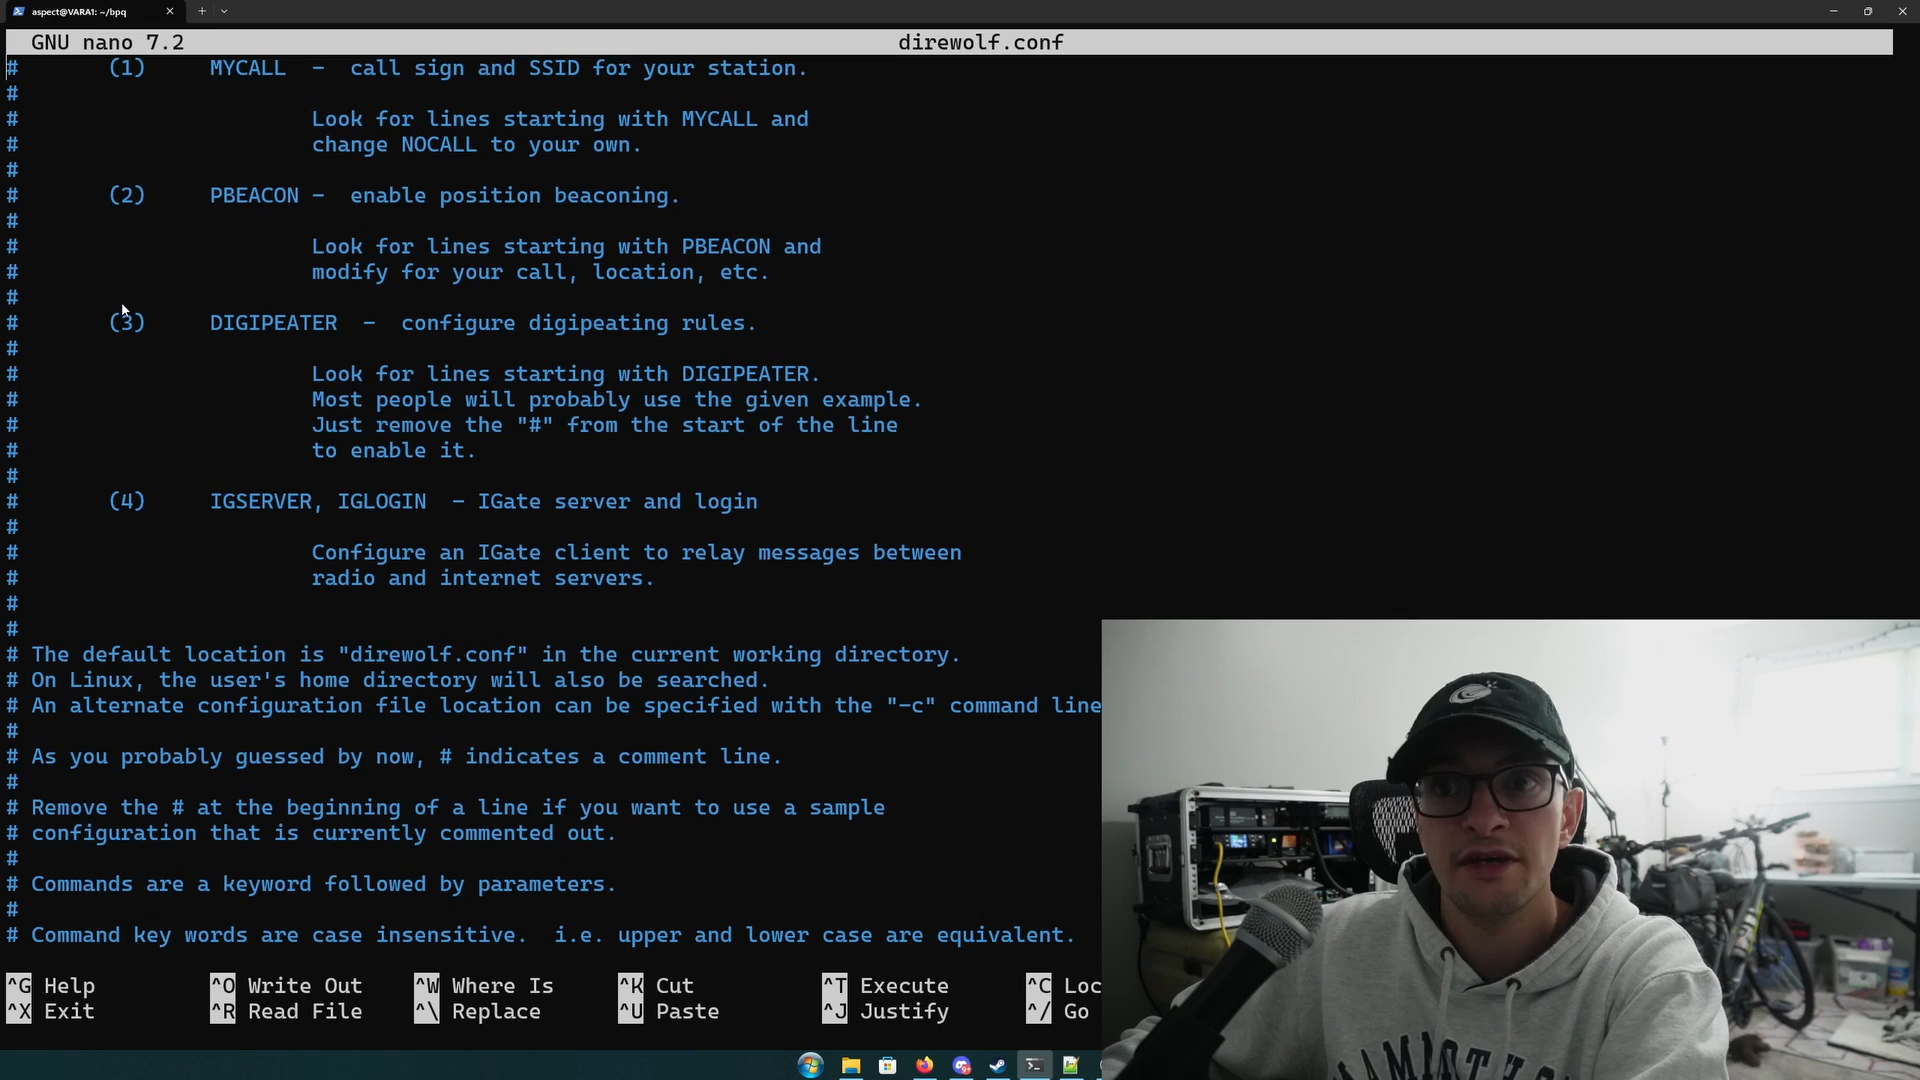 aspect@VARA1: ~/bpq
GNU nano 7.2 direwolf.conf
# (1) MYCALL - call sign and SSID for your station.
#
# Look for lines starting with MYCALL and
# change NOCALL to your own.
#
# (2) PBEACON - enable position beaconing.
#
# Look for lines starting with PBEACON and
# modify for your call, location, etc.
#
# (3) DIGIPEATER - configure digipeating rules.
#
# Look for lines starting with DIGIPEATER.
# Most people will probably use the given example.
# Just remove the "#" from the start of the line
# to enable it.
#
# (4) IGSERVER, IGLOGIN - IGate server and login
#
# Configure an IGate client to relay messages between
# radio and internet servers.
#
#
# The default location is "direwolf.conf" in the current working directory.
# On Linux, the user's home directory will also be searched.
# An alternate configuration file location can be specified with the "-c" command line
#
# As you probably guessed by now, # indicates a comment line.
#
# Remove the # at the beginning of a line if you want to use a sample
# configuration that is currently commented out.
#
# Commands are a keyword followed by parameters.
#
# Command key words are case insensitive. i.e. upper and lower case are equivalent.
^G Help ^O Write Out ^W Where Is ^K Cut ^T Execute ^C Loc
^X Exit ^R Read File ^\ Replace ^U Paste ^J Justify ^/ Go